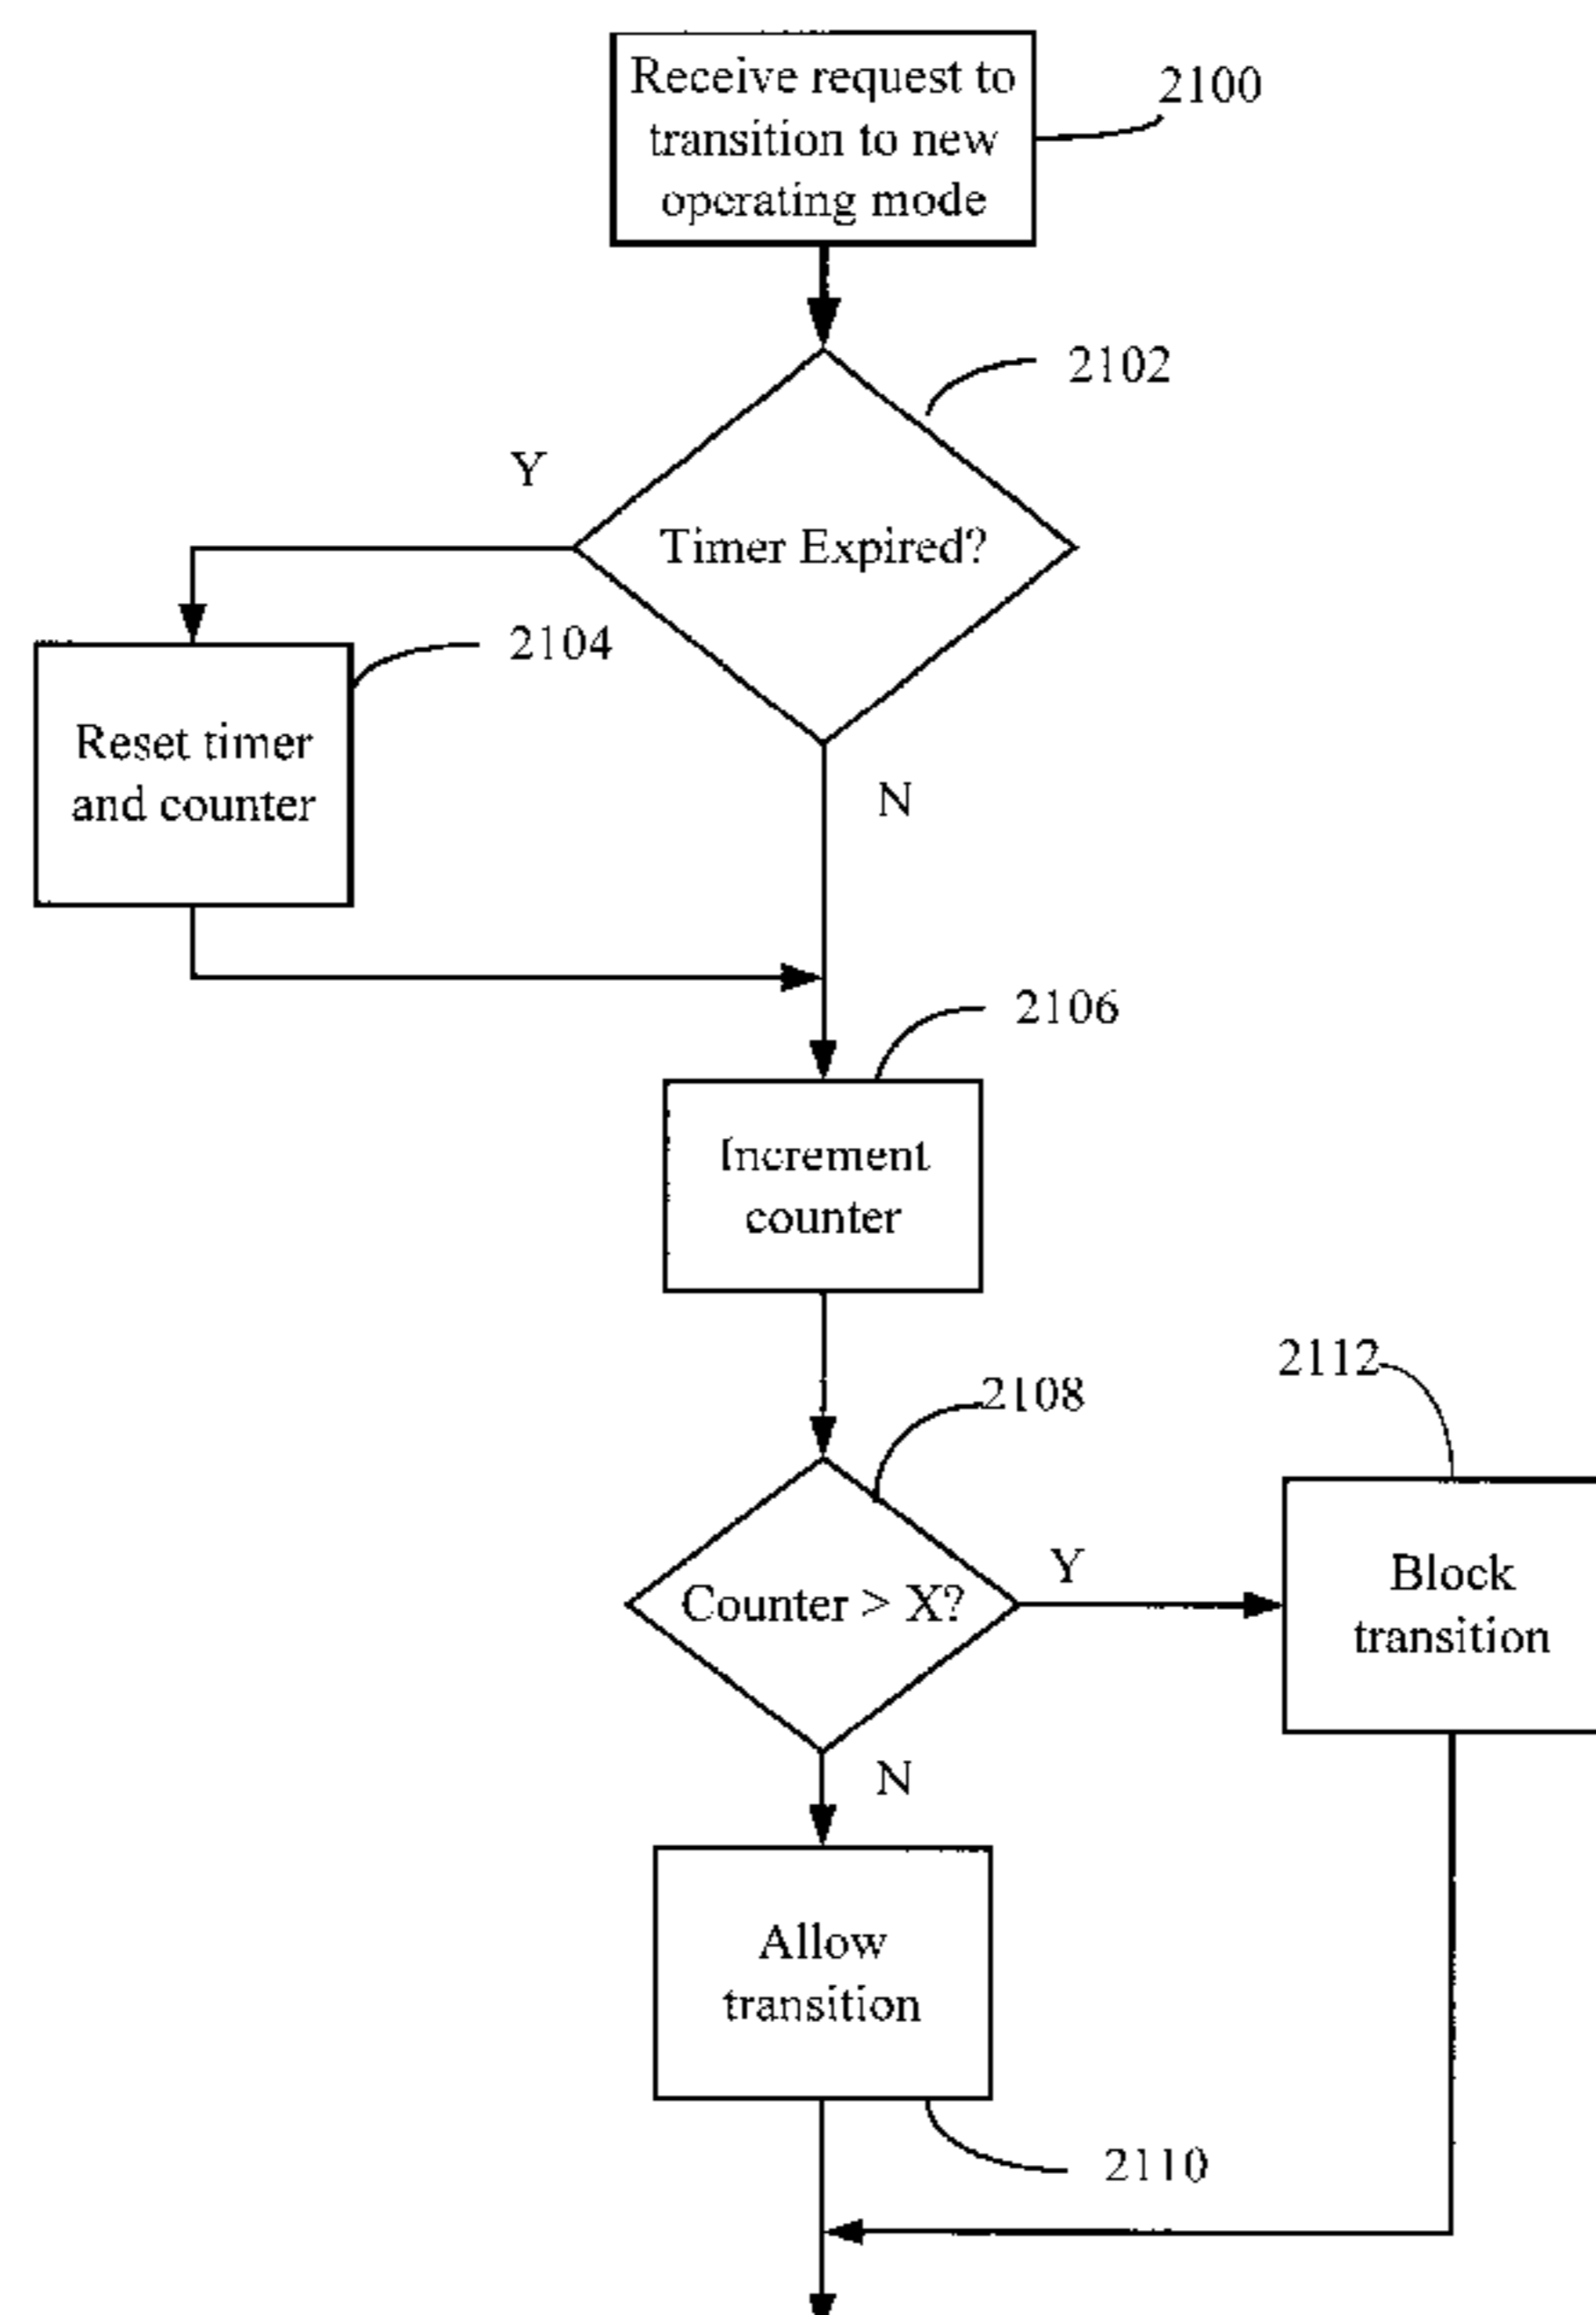 Receive request to
transition to new
operating mode
2100
2102
Y
Timer Expired?
2104
Reset timer
and counter
N
2106
Increment
counter
2112
2108
Y
Block
transition
Counter > X?
N
Allow
transition
2110